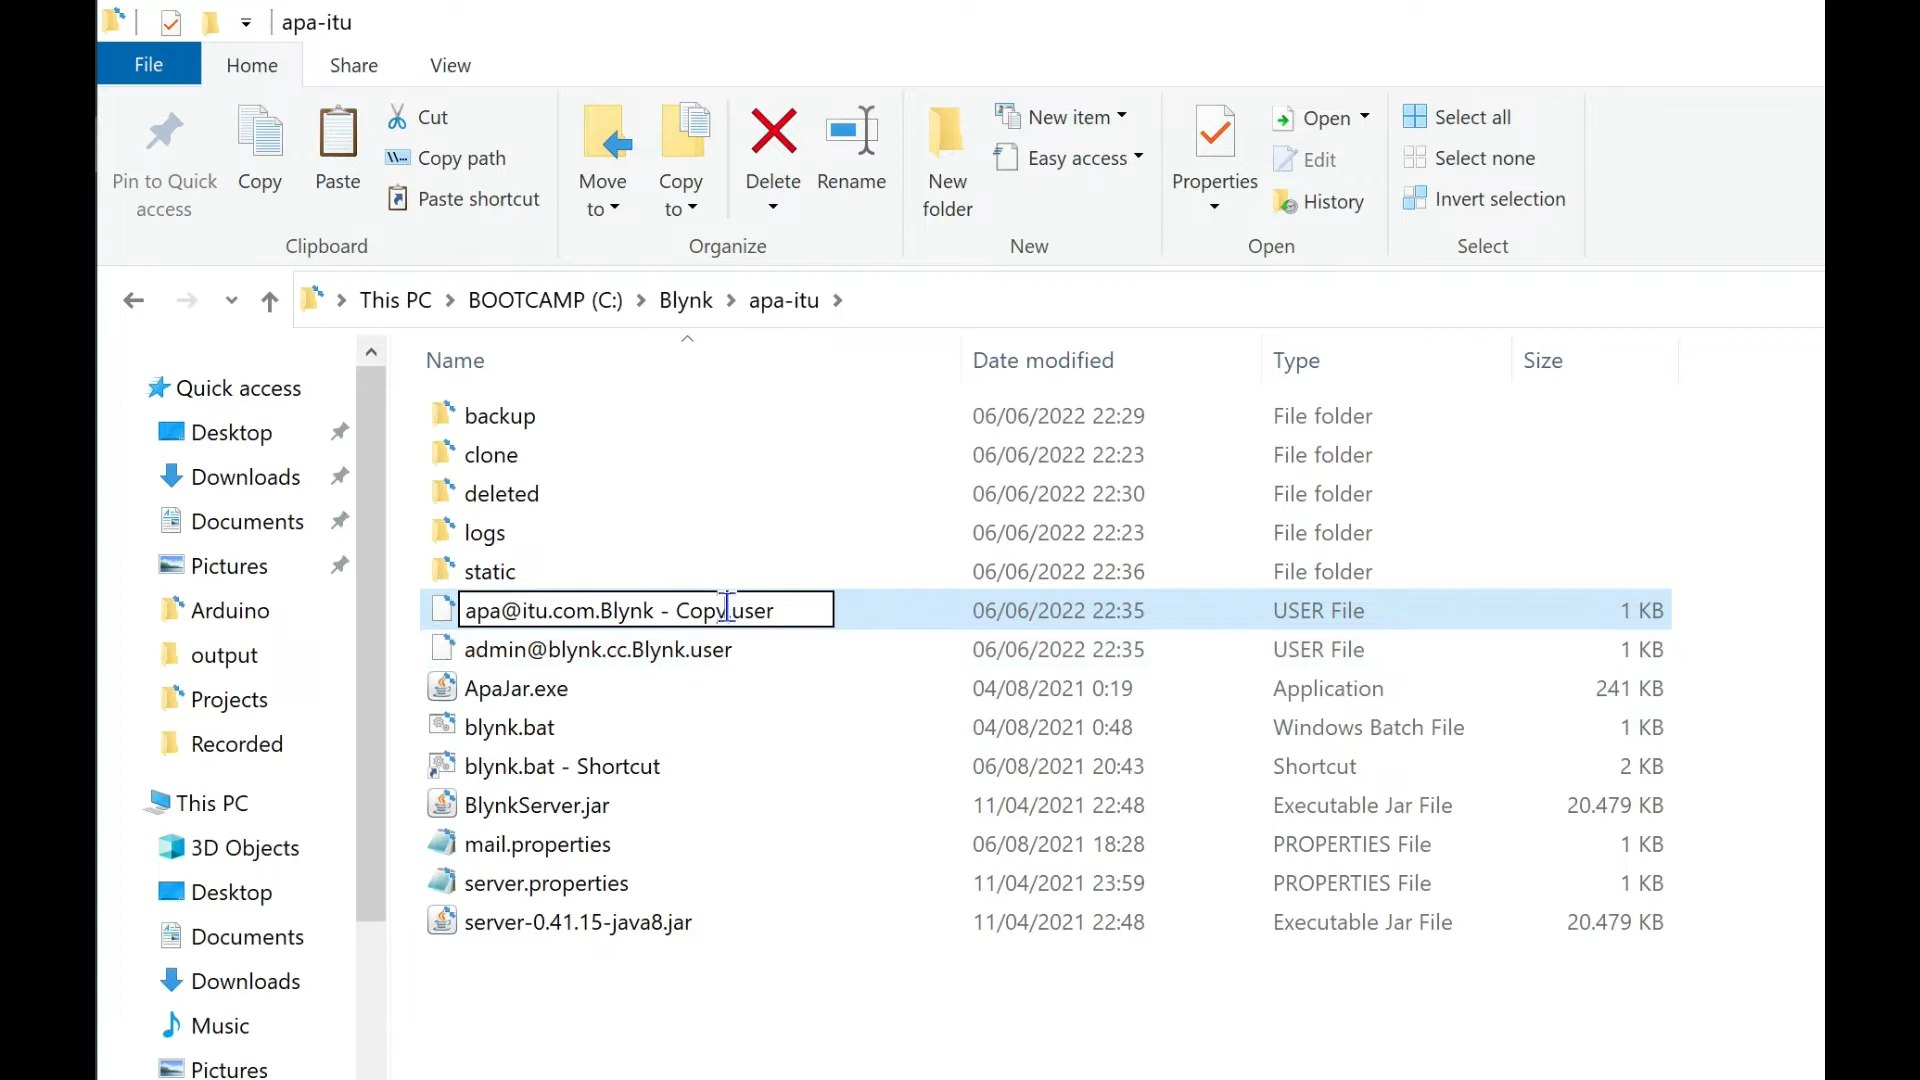 apa-itu
File Home Share View
Pin to Quick access
Copy
Paste
Cut
Copy path
Paste shortcut
Clipboard
Move to
Copy to
Delete
Rename
Organize
New folder
New item
Easy access
New
Properties
Open
Edit
History
Open
Select all
Select none
Invert selection
Select
This PC BOOTCAMP (C:) Blynk apa-itu
Quick access
Desktop
Downloads
Documents
Pictures
Arduino
output
Projects
Recorded
This PC
3D Objects
Desktop
Documents
Downloads
Music
Pictures
Name Date modified Type Size
backup 06/06/2022 22:29 File folder
clone 06/06/2022 22:23 File folder
deleted 06/06/2022 22:30 File folder
logs 06/06/2022 22:23 File folder
static 06/06/2022 22:36 File folder
apa@itu.com.Blynk - Copy.user 06/06/2022 22:35 USER File 1 KB
admin@blynk.cc.Blynk.user 06/06/2022 22:35 USER File 1 KB
ApaJar.exe 04/08/2021 0:19 Application 241 KB
blynk.bat 04/08/2021 0:48 Windows Batch File 1 KB
blynk.bat - Shortcut 06/08/2021 20:43 Shortcut 2 KB
BlynkServer.jar 11/04/2021 22:48 Executable Jar File 20.479 KB
mail.properties 06/08/2021 18:28 PROPERTIES File 1 KB
server.properties 11/04/2021 23:59 PROPERTIES File 1 KB
server-0.41.15-java8.jar 11/04/2021 22:48 Executable Jar File 20.479 KB